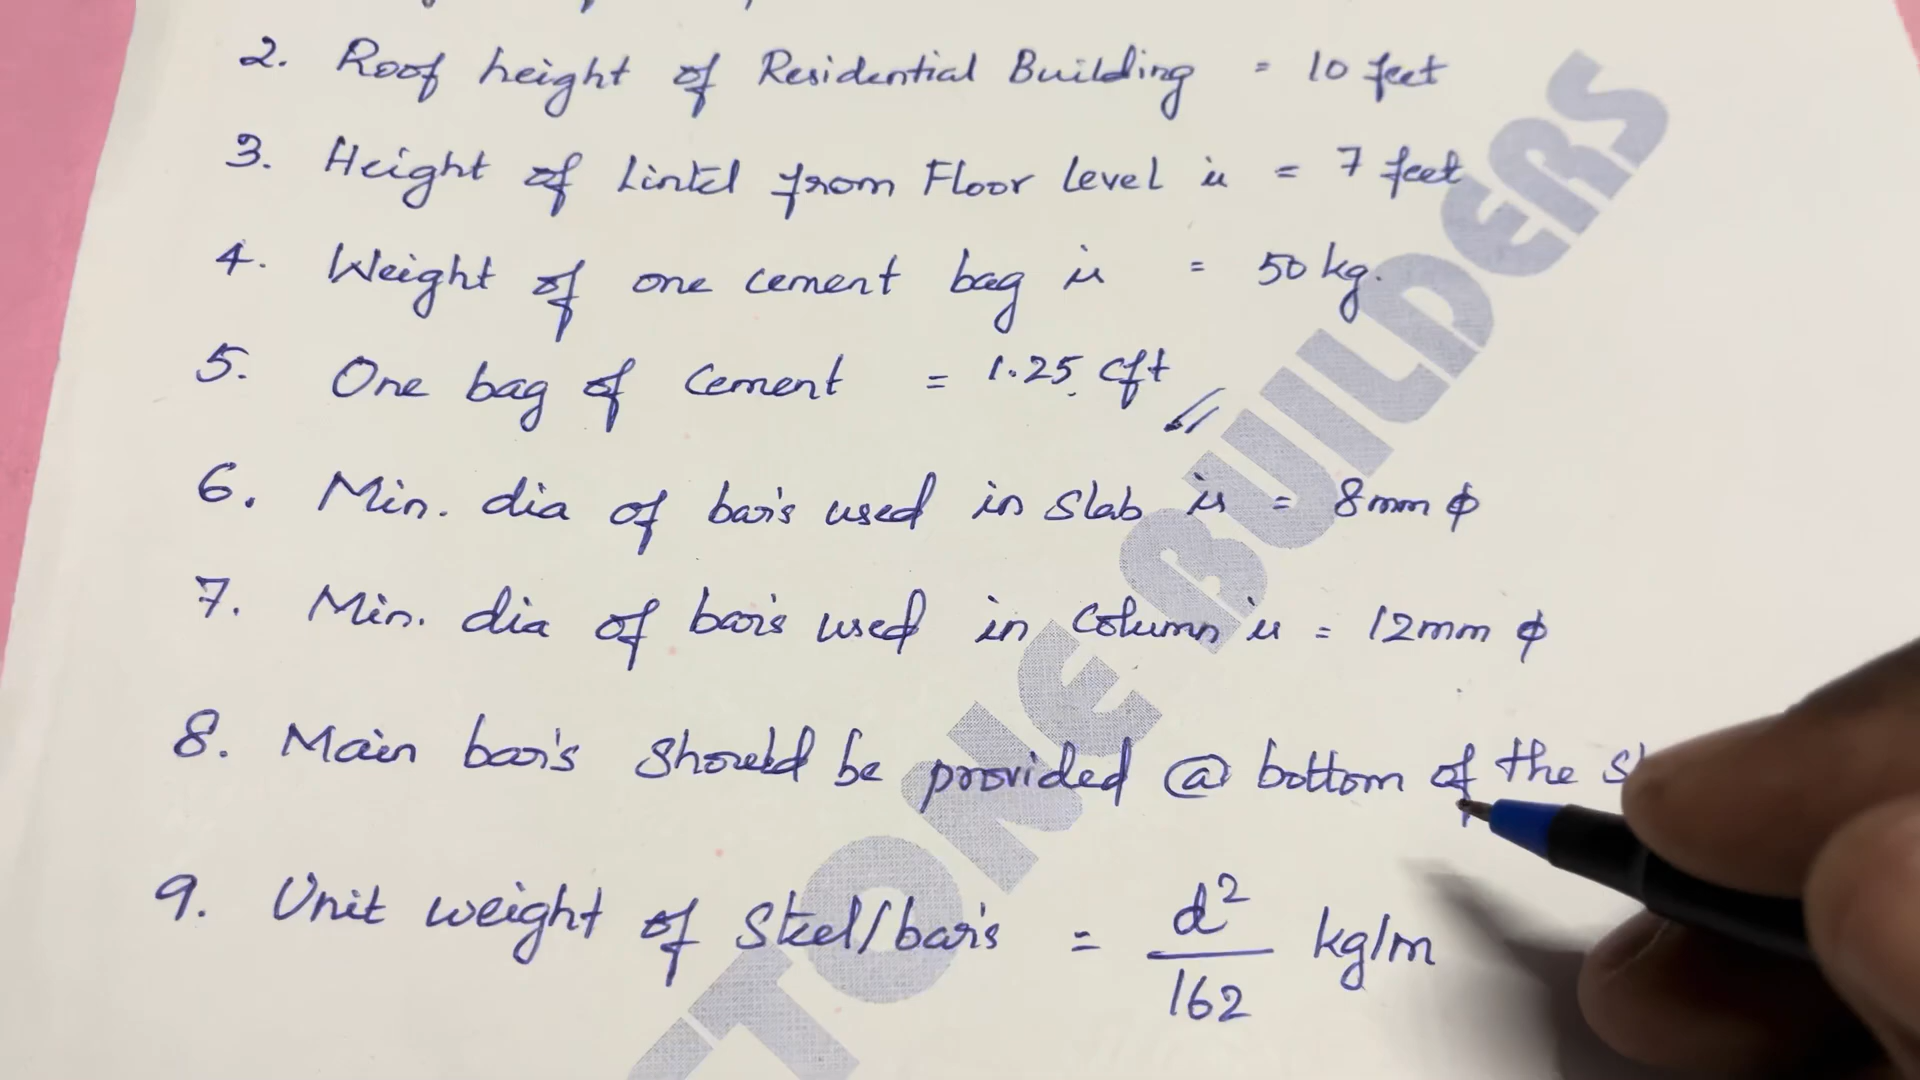 2. Roof height of Residential Building = 10 feet
3. Height of Lintel from Floor Level is = 7 feet
4. Weight of one cement bag is = 50 kg.
5. One bag of Cement = 1.25 cft
6. Min. dia of bars used in Slab is = 8mm ϕ
7. Min. dia of bars used in Column is = 12mm ϕ
8. Main bars should be provided @ bottom of the
9. Unit weight of Steel/bars = d²/162 kg/m
TONE BUILDERS